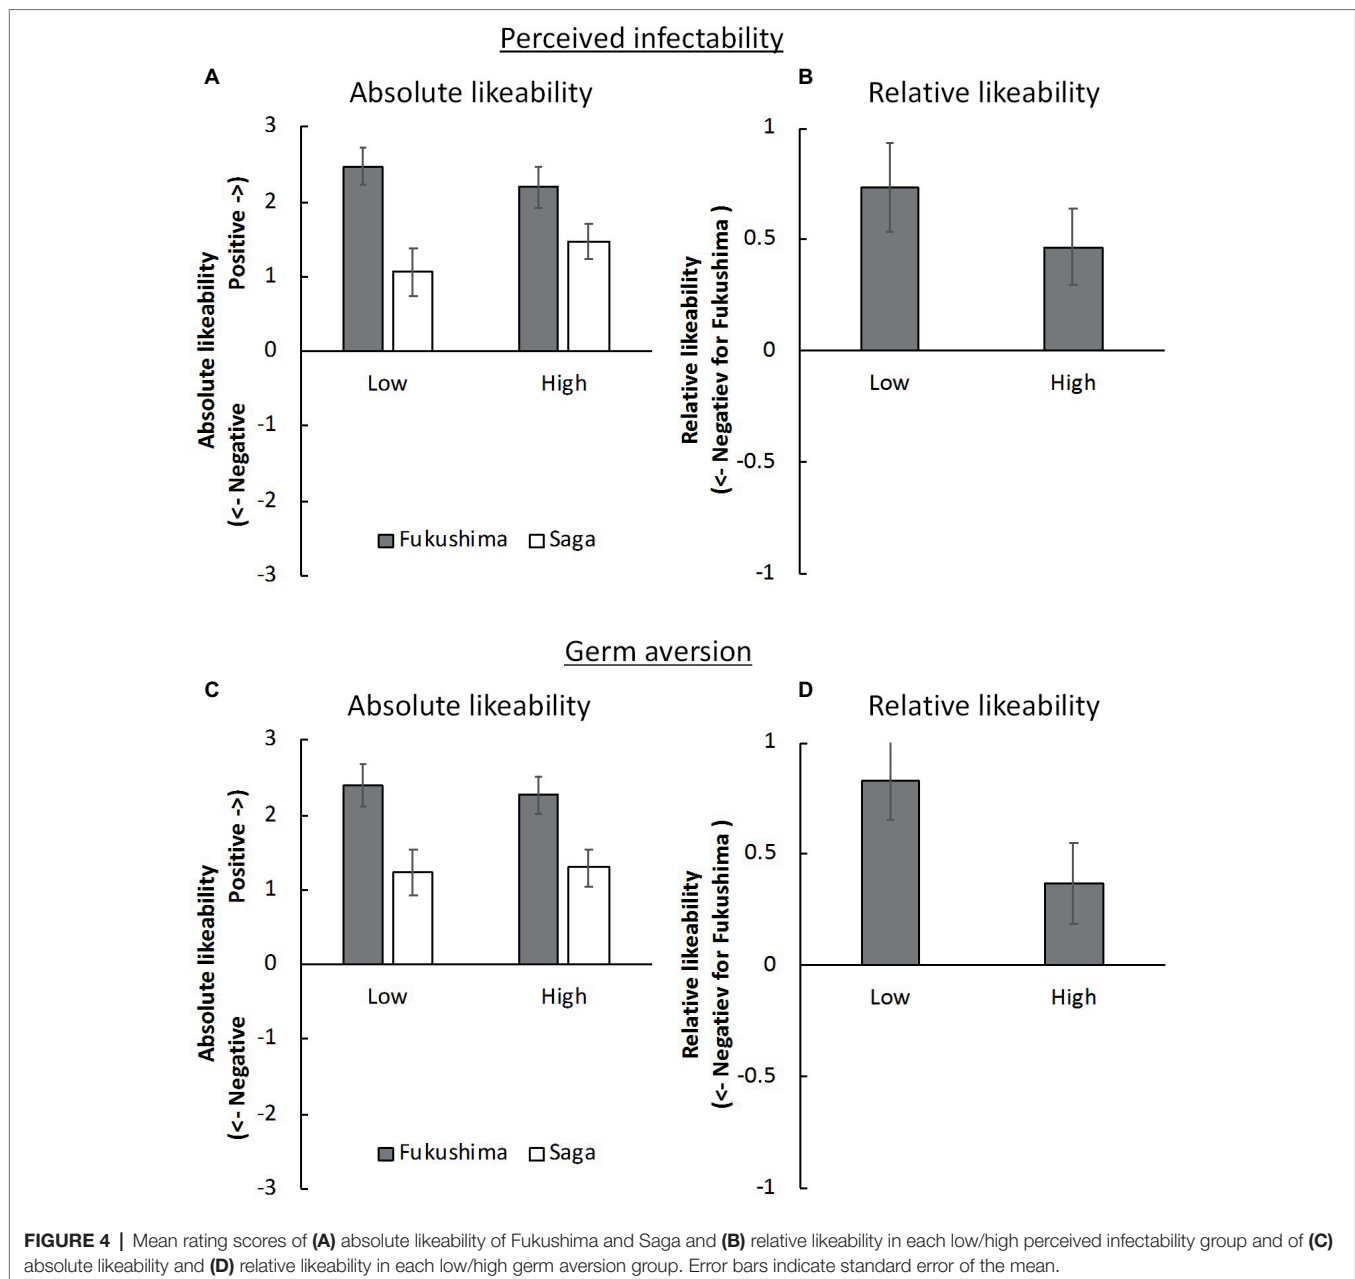 Perceived infectability
A
Absolute likeability
3
2
1
0
-1
-2
-3
Absolute likeability
(<- Negative Positive ->)
Low
High
Fukushima Saga
B
Relative likeability
1
0.5
0
-0.5
-1
Relative likeability
(<- Negatiev for Fukushima )
Low
High
Germ aversion
C
Absolute likeability
3
2
1
0
-1
-2
-3
Absolute likeability
(<- Negative Positive ->)
Low
High
Fukushima Saga
D
Relative likeability
1
0.5
0
-0.5
-1
Relative likeability
(<- Negatiev for Fukushima )
Low
High
FIGURE 4 | Mean rating scores of (A) absolute likeability of Fukushima and Saga and (B) relative likeability in each low/high perceived infectability group and of (C)
absolute likeability and (D) relative likeability in each low/high germ aversion group. Error bars indicate standard error of the mean.